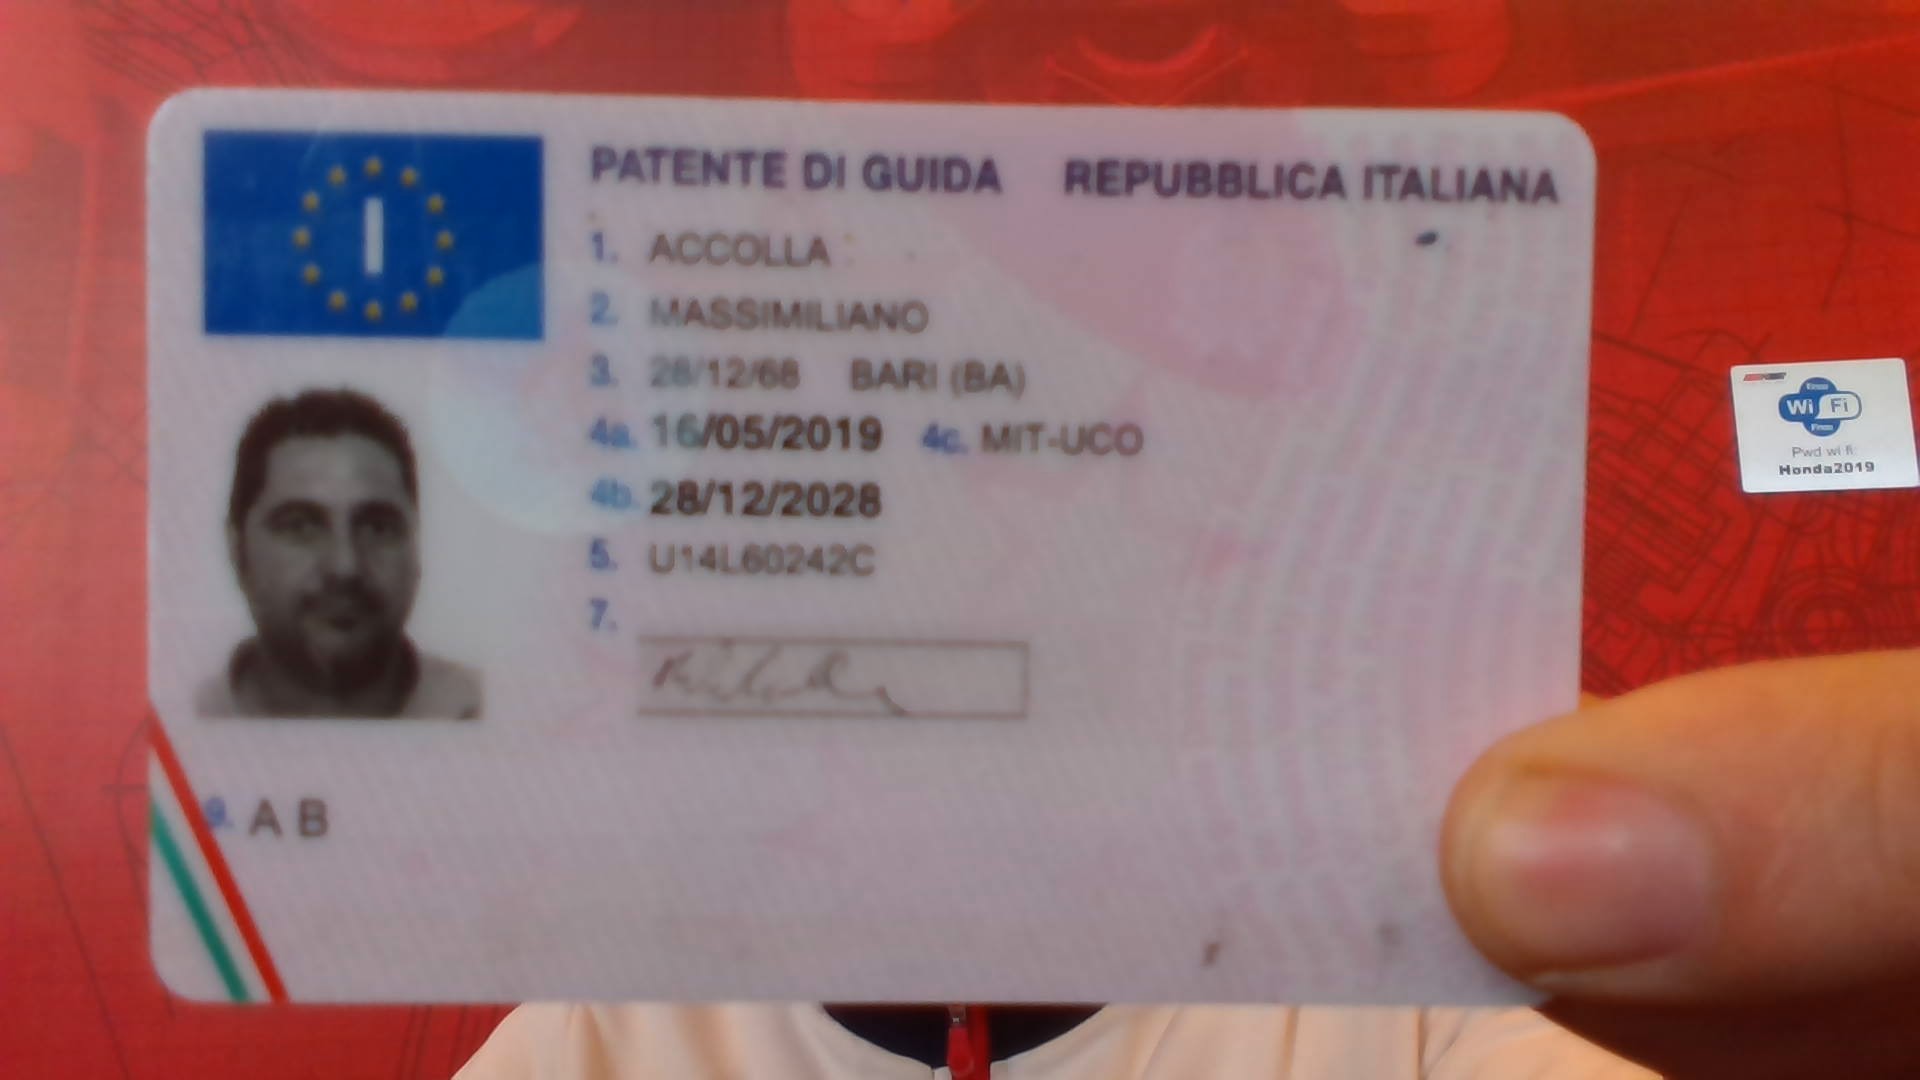 I
PATENTE DI GUIDA REPUBBLICA ITALIANA
1. ACCOLLA
2. MASSIMILIANO
3. 28/12/68 BARI (BA)
4a. 16/05/2019 4c. MIT-UCO
4b. 28/12/2028
5. U14L60242C
7.
9. A B
Wi Fi
Pwd wi fi:
Honda2019